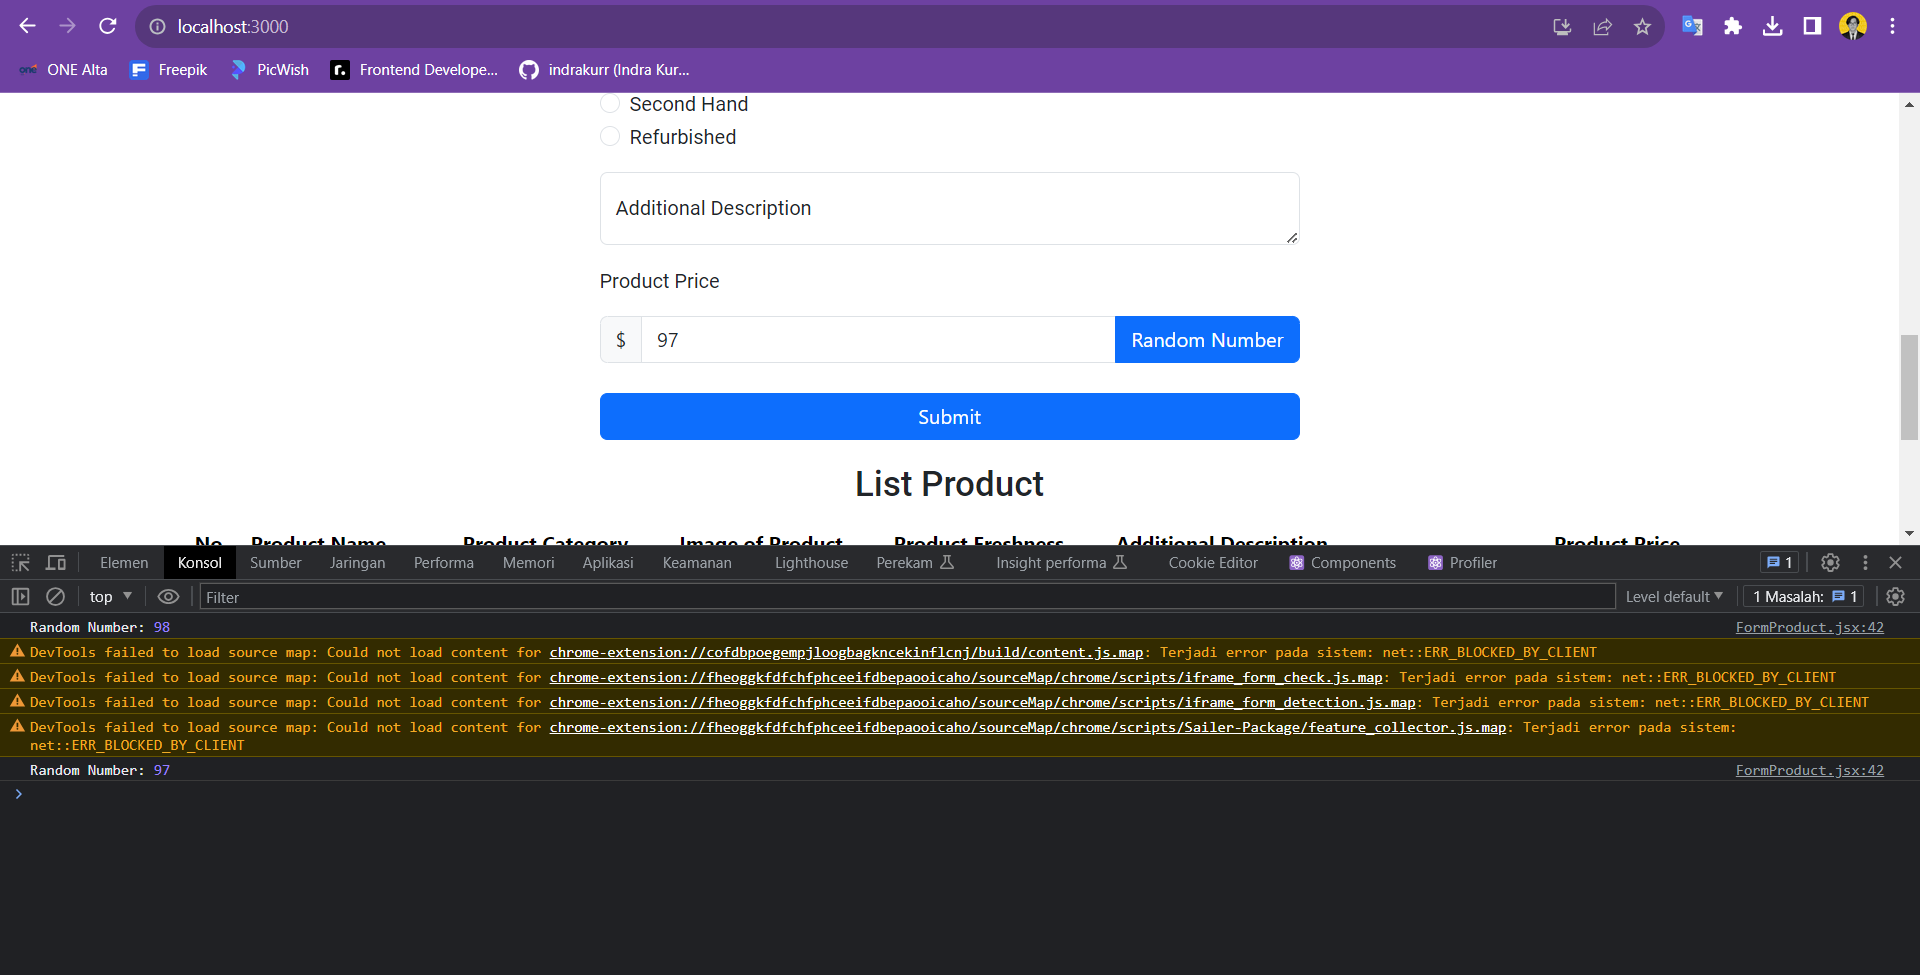 localhost:3000
ONE Alta Freepik PicWish Frontend Develope... indrakurr (Indra Kur...
Second Hand
Refurbished
Additional Description
Product Price
$ 97 Random Number
Submit
List Product
No Product Name Product Category Image of Product Product Freshness Additional Description Product Price
Elemen Konsol Sumber Jaringan Performa Memori Aplikasi Keamanan Lighthouse Perekam Insight performa Cookie Editor Components Profiler 1
top Filter Level default 1 Masalah: 1
Random Number: 98 FormProduct.jsx:42
DevTools failed to load source map: Could not load content for chrome-extension://cofdbpoegempjloogbagkncekinflcnj/build/content.js.map: Terjadi error pada sistem: net::ERR_BLOCKED_BY_CLIENT
DevTools failed to load source map: Could not load content for chrome-extension://fheoggkfdfchfphceeifdbepaooicaho/sourceMap/chrome/scripts/iframe_form_check.js.map: Terjadi error pada sistem: net::ERR_BLOCKED_BY_CLIENT
DevTools failed to load source map: Could not load content for chrome-extension://fheoggkfdfchfphceeifdbepaooicaho/sourceMap/chrome/scripts/iframe_form_detection.js.map: Terjadi error pada sistem: net::ERR_BLOCKED_BY_CLIENT
DevTools failed to load source map: Could not load content for chrome-extension://fheoggkfdfchfphceeifdbepaooicaho/sourceMap/chrome/scripts/Sailer-Package/feature_collector.js.map: Terjadi error pada sistem:
net::ERR_BLOCKED_BY_CLIENT
Random Number: 97 FormProduct.jsx:42